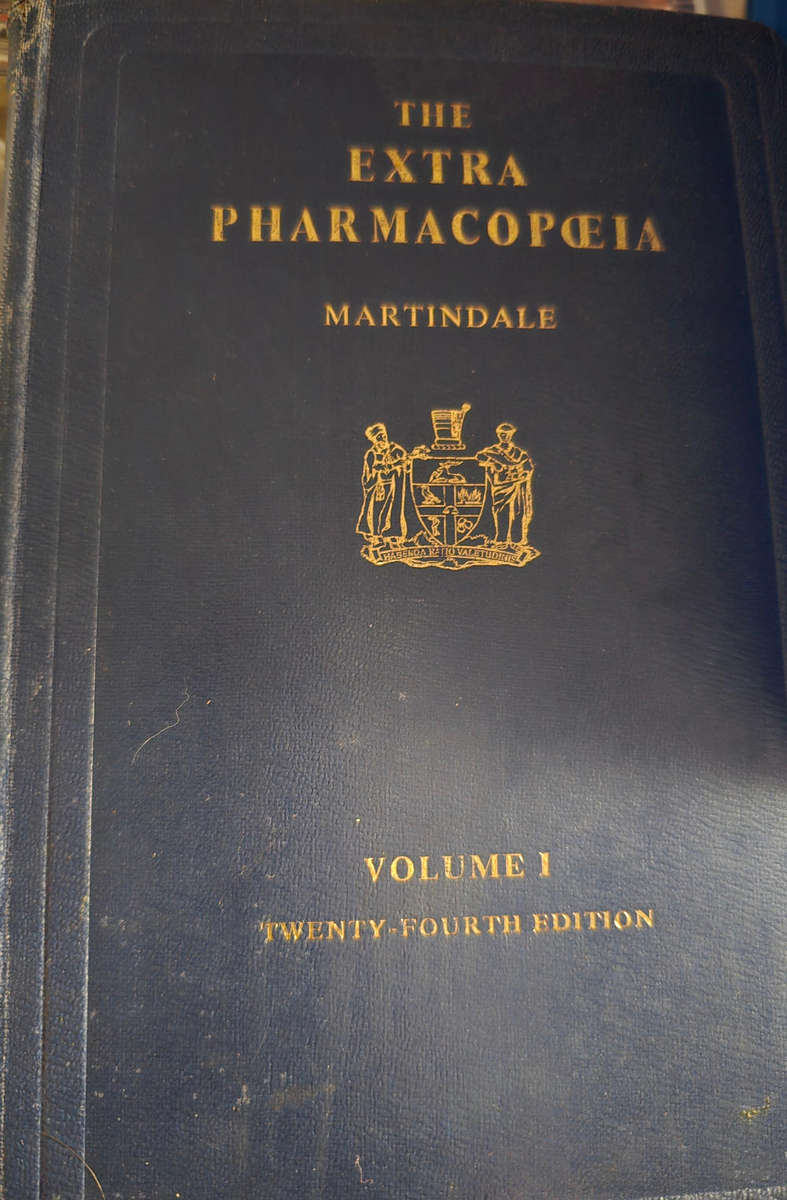 THE
EXTRA
PHARMACOPŒIA
MARTINDALE
HABENDA RATIO VALETUDINIS
VOLUME I
TWENTY-FOURTH EDITION